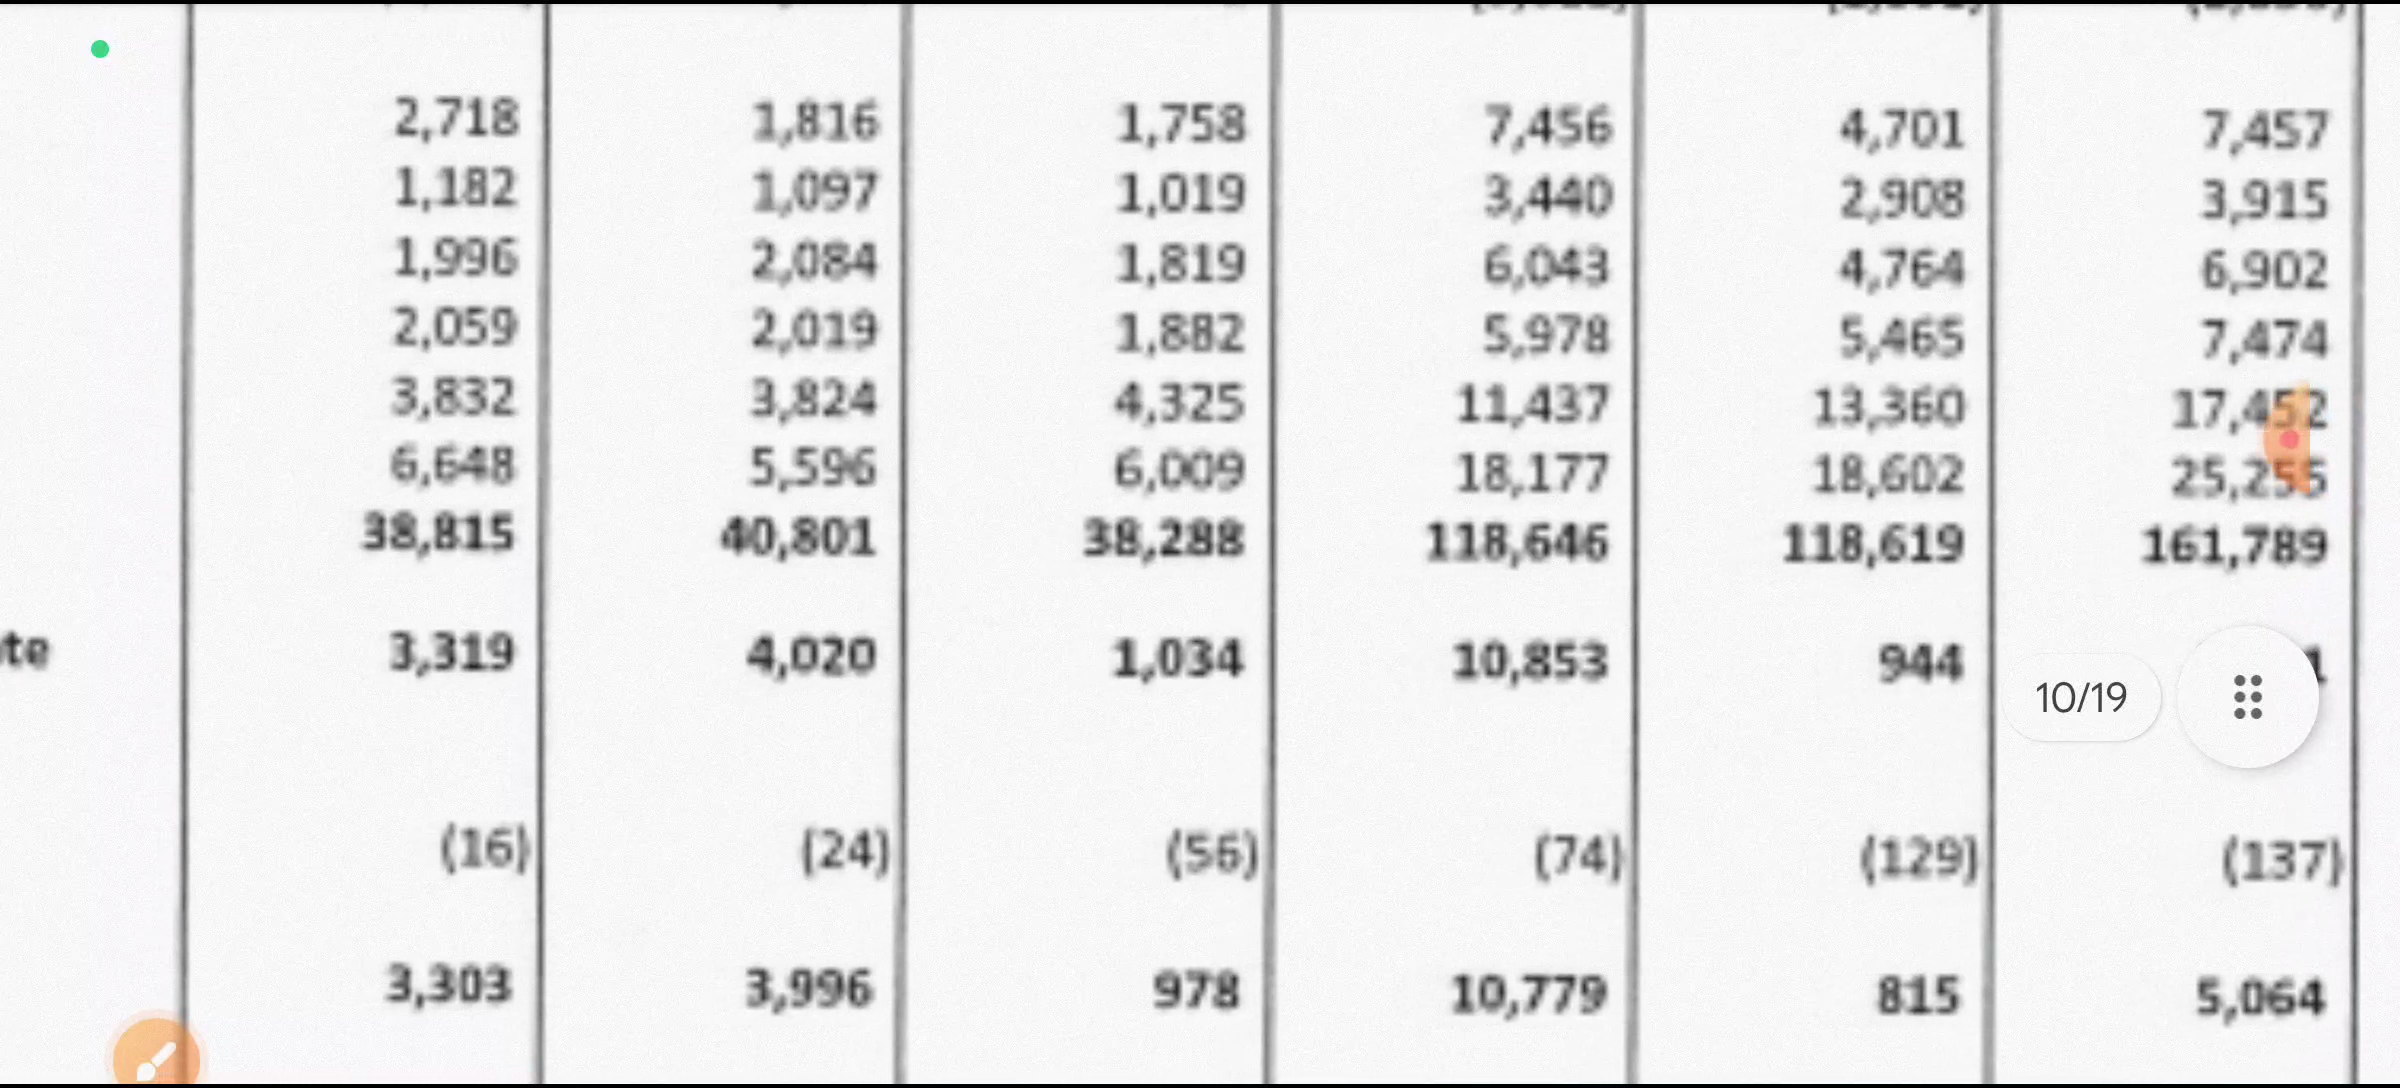 2,718 1,816 1,758 7,456 4,701 7,457
1,182 1,097 1,019 3,440 2,908 3,915
1,996 2,084 1,819 6,043 4,764 6,902
2,059 2,019 1,882 5,978 5,465 7,474
3,832 3,824 4,325 11,437 13,360 17,452
6,648 5,596 6,009 18,177 18,602 25,255
38,815 40,801 38,288 118,646 118,619 161,789
3,319 4,020 1,034 10,853 944
10/19
(16) (24) (56) (74) (129) (137)
3,303 3,996 978 10,779 815 5,064